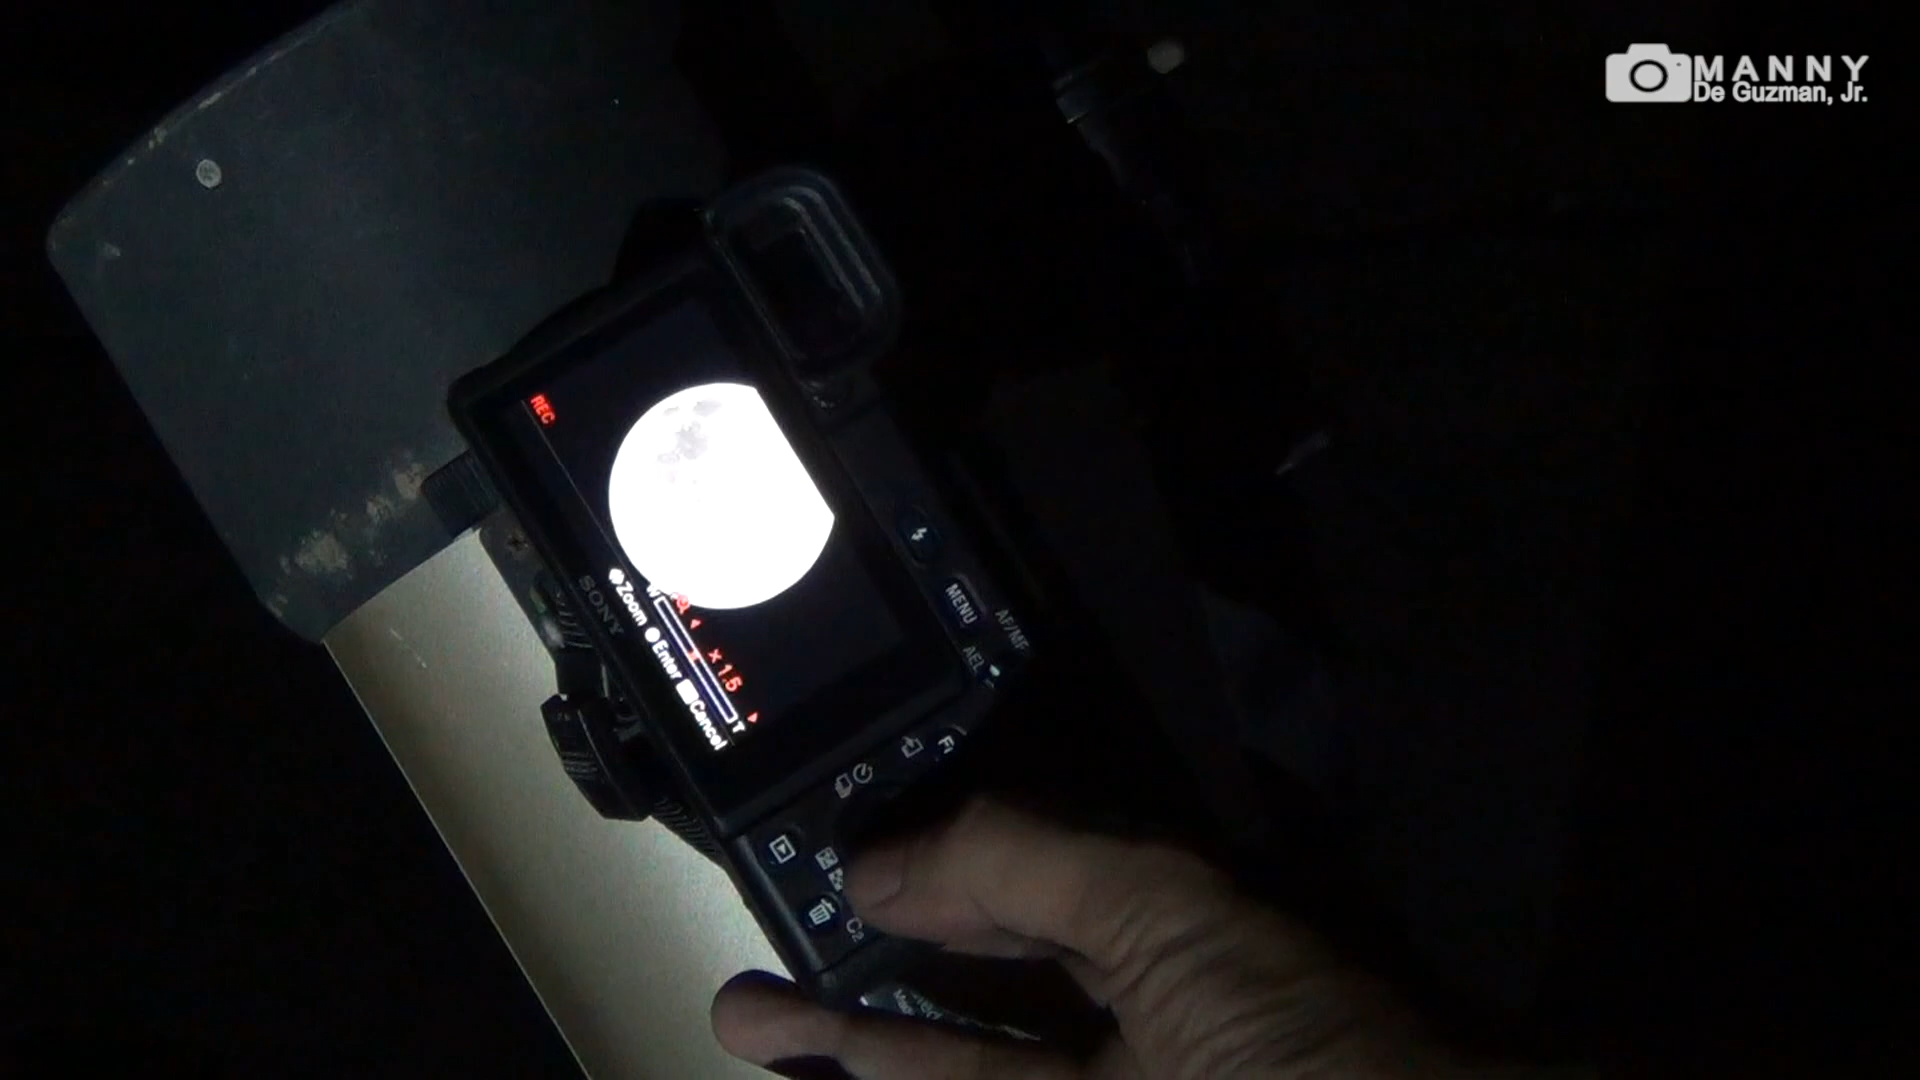 MANNY
De Guzman, Jr.
REC
SONY
W
x 1.5
T
Zoom Enter Cancel
MENU
AF/MF
AEL
Fn
C2